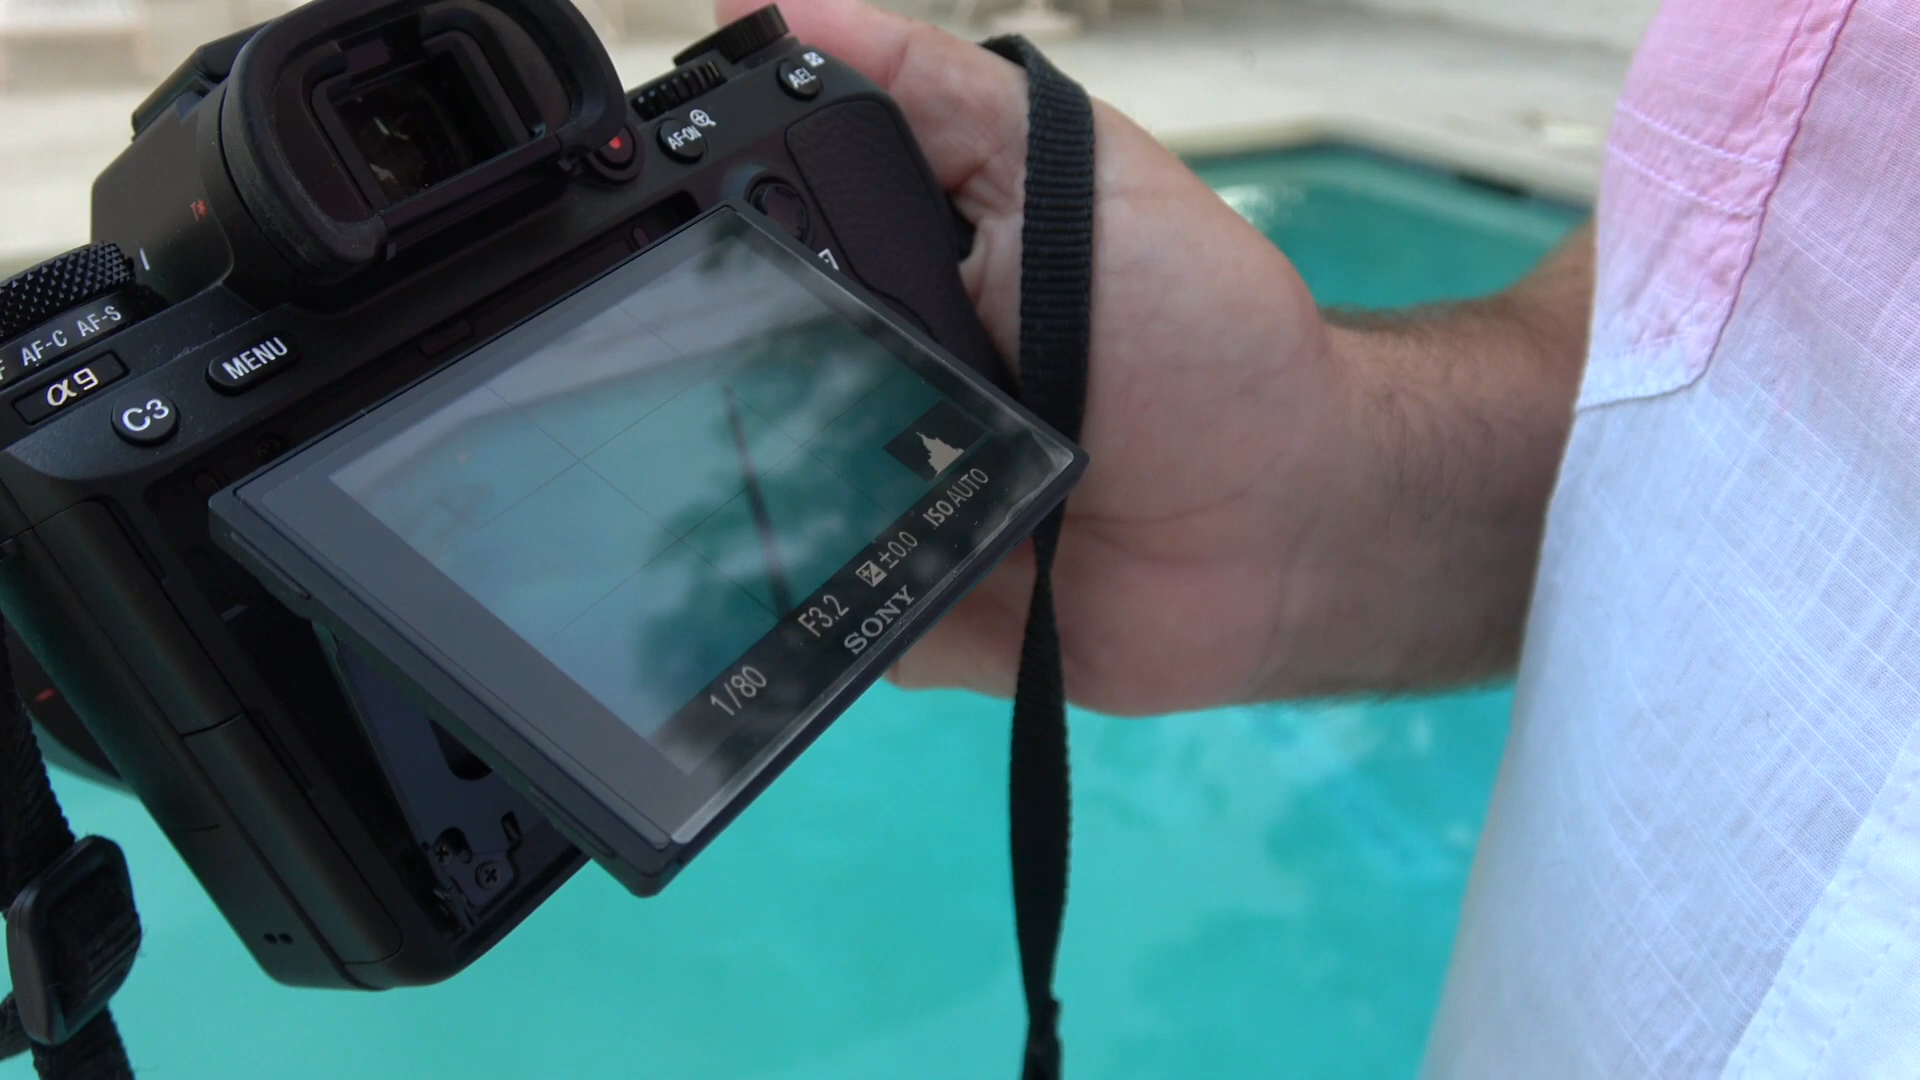 AEL
AF-ON
AF-C AF-S
α9
C3
MENU
1/80 F3.2 ±0.0 ISO AUTO
SONY